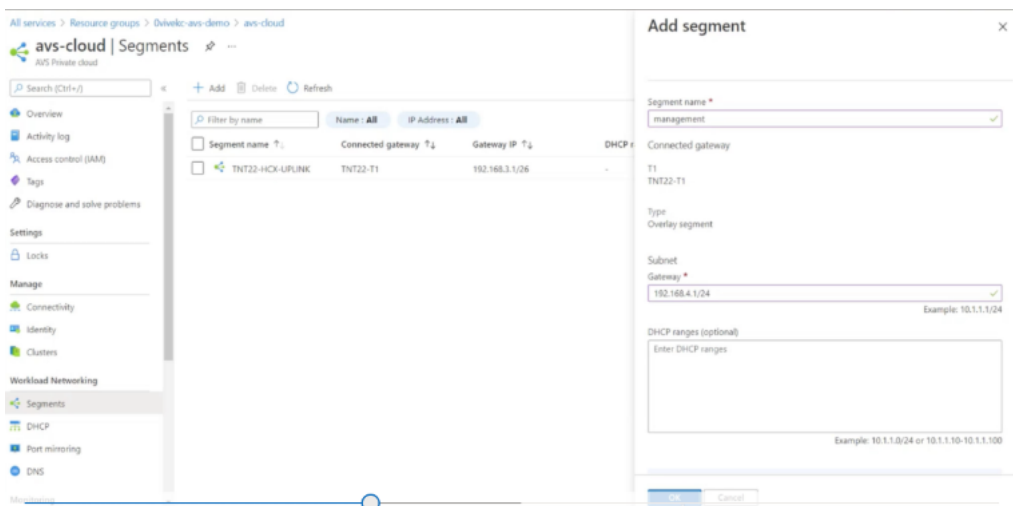 All services > Resource groups > 0vivekc-avs-demo > avs-cloud
avs-cloud | Segments ...
AVS Private cloud
Search (Ctrl+/)
«
Overview
Activity log
Access control (IAM)
Tags
Diagnose and solve problems
Settings
Locks
Manage
Connectivity
Identity
Clusters
Workload Networking
Segments
DHCP
Port mirroring
DNS
Monitoring
+ Add Delete Refresh
Filter by name Name : All IP Address : All
Segment name ↑↓ Connected gateway ↑↓ Gateway IP ↑↓ DHCP r
TNT22-HCX-UPLINK TNT22-T1 192.168.3.1/26 -
Add segment ×
Segment name *
management
Connected gateway
T1
TNT22-T1
Type
Overlay segment
Subnet
Gateway *
192.168.4.1/24
Example: 10.1.1.1/24
DHCP ranges (optional)
Enter DHCP ranges
Example: 10.1.1.0/24 or 10.1.1.10-10.1.1.100
OK Cancel